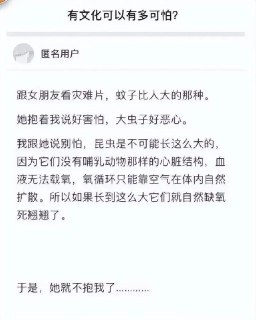 有文化可以有多可怕?
匿名用户
跟女朋友看灾难片，蚊子比人大的那种。
她抱着我说好害怕，大虫子好恶心。
我跟她说别怕，昆虫是不可能长这么大的，
因为它们没有哺乳动物那样的心脏结构，血
液无法载氧，氧循环只能靠空气在体内自然
扩散。所以如果长到这么大它们就自然缺氧
死翘翘了。
于是，她就不抱我了…………